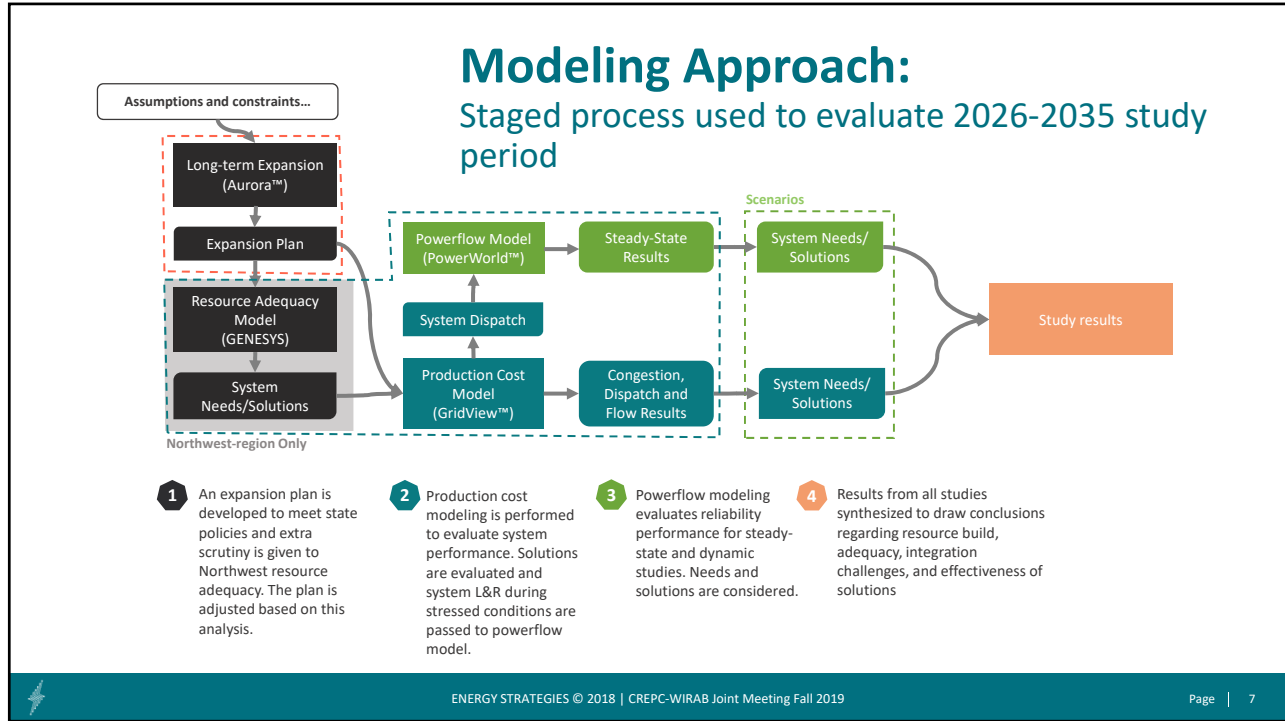 Modeling Approach:
Staged process used to evaluate 2026-2035 study
period
Assumptions and constraints…
Long-term Expansion
(Aurora™)
Expansion Plan
Resource Adequacy
Model
(GENESYS)
System
Needs/Solutions
Northwest-region Only
Powerflow Model
(PowerWorld™)
System Dispatch
Production Cost
Model
(GridView™)
Steady-State
Results
Congestion,
Dispatch and
Flow Results
Scenarios
System Needs/
Solutions
System Needs/
Solutions
Study results
1
An expansion plan is
developed to meet state
policies and extra
scrutiny is given to
Northwest resource
adequacy. The plan is
adjusted based on this
analysis.
2
Production cost
modeling is performed
to evaluate system
performance. Solutions
are evaluated and
system L&R during
stressed conditions are
passed to powerflow
model.
3
Powerflow modeling
evaluates reliability
performance for steady-
state and dynamic
studies. Needs and
solutions are considered.
4
Results from all studies
synthesized to draw conclusions
regarding resource build,
adequacy, integration
challenges, and effectiveness of
solutions
ENERGY STRATEGIES © 2018 | CREPC-WIRAB Joint Meeting Fall 2019
Page | 7